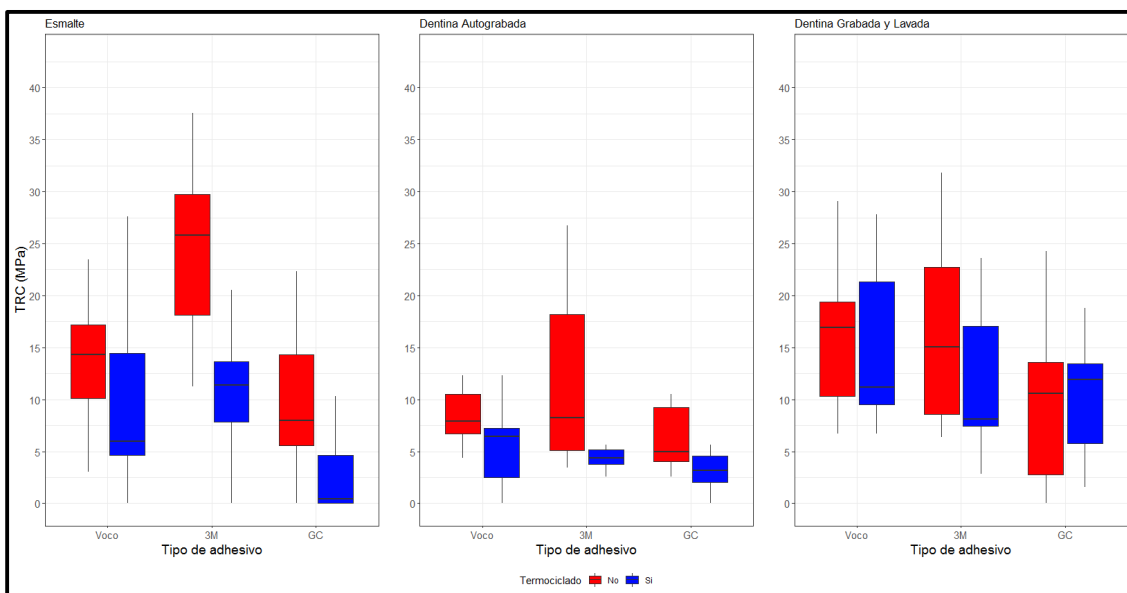 Esmalte
Dentina Autograbada
Dentina Grabada y Lavada
TRC (MPa)
40
35
30
25
20
15
10
5
0
40
35
30
25
20
15
10
5
0
40
35
30
25
20
15
10
5
0
Voco 3M GC
Voco 3M GC
Voco 3M GC
Tipo de adhesivo
Tipo de adhesivo
Tipo de adhesivo
Termociclado No Si